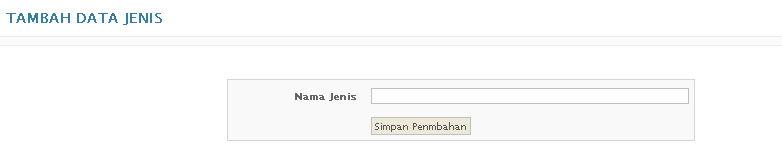 TAMBAH DATA JENIS
Nama Jenis
Simpan Penmbahan